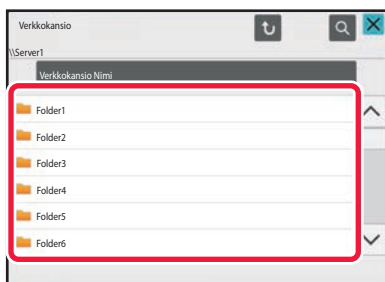 Verkkokansio
\\Server1
Verkkokansio Nimi
Folder1
Folder2
Folder3
Folder4
Folder5
Folder6